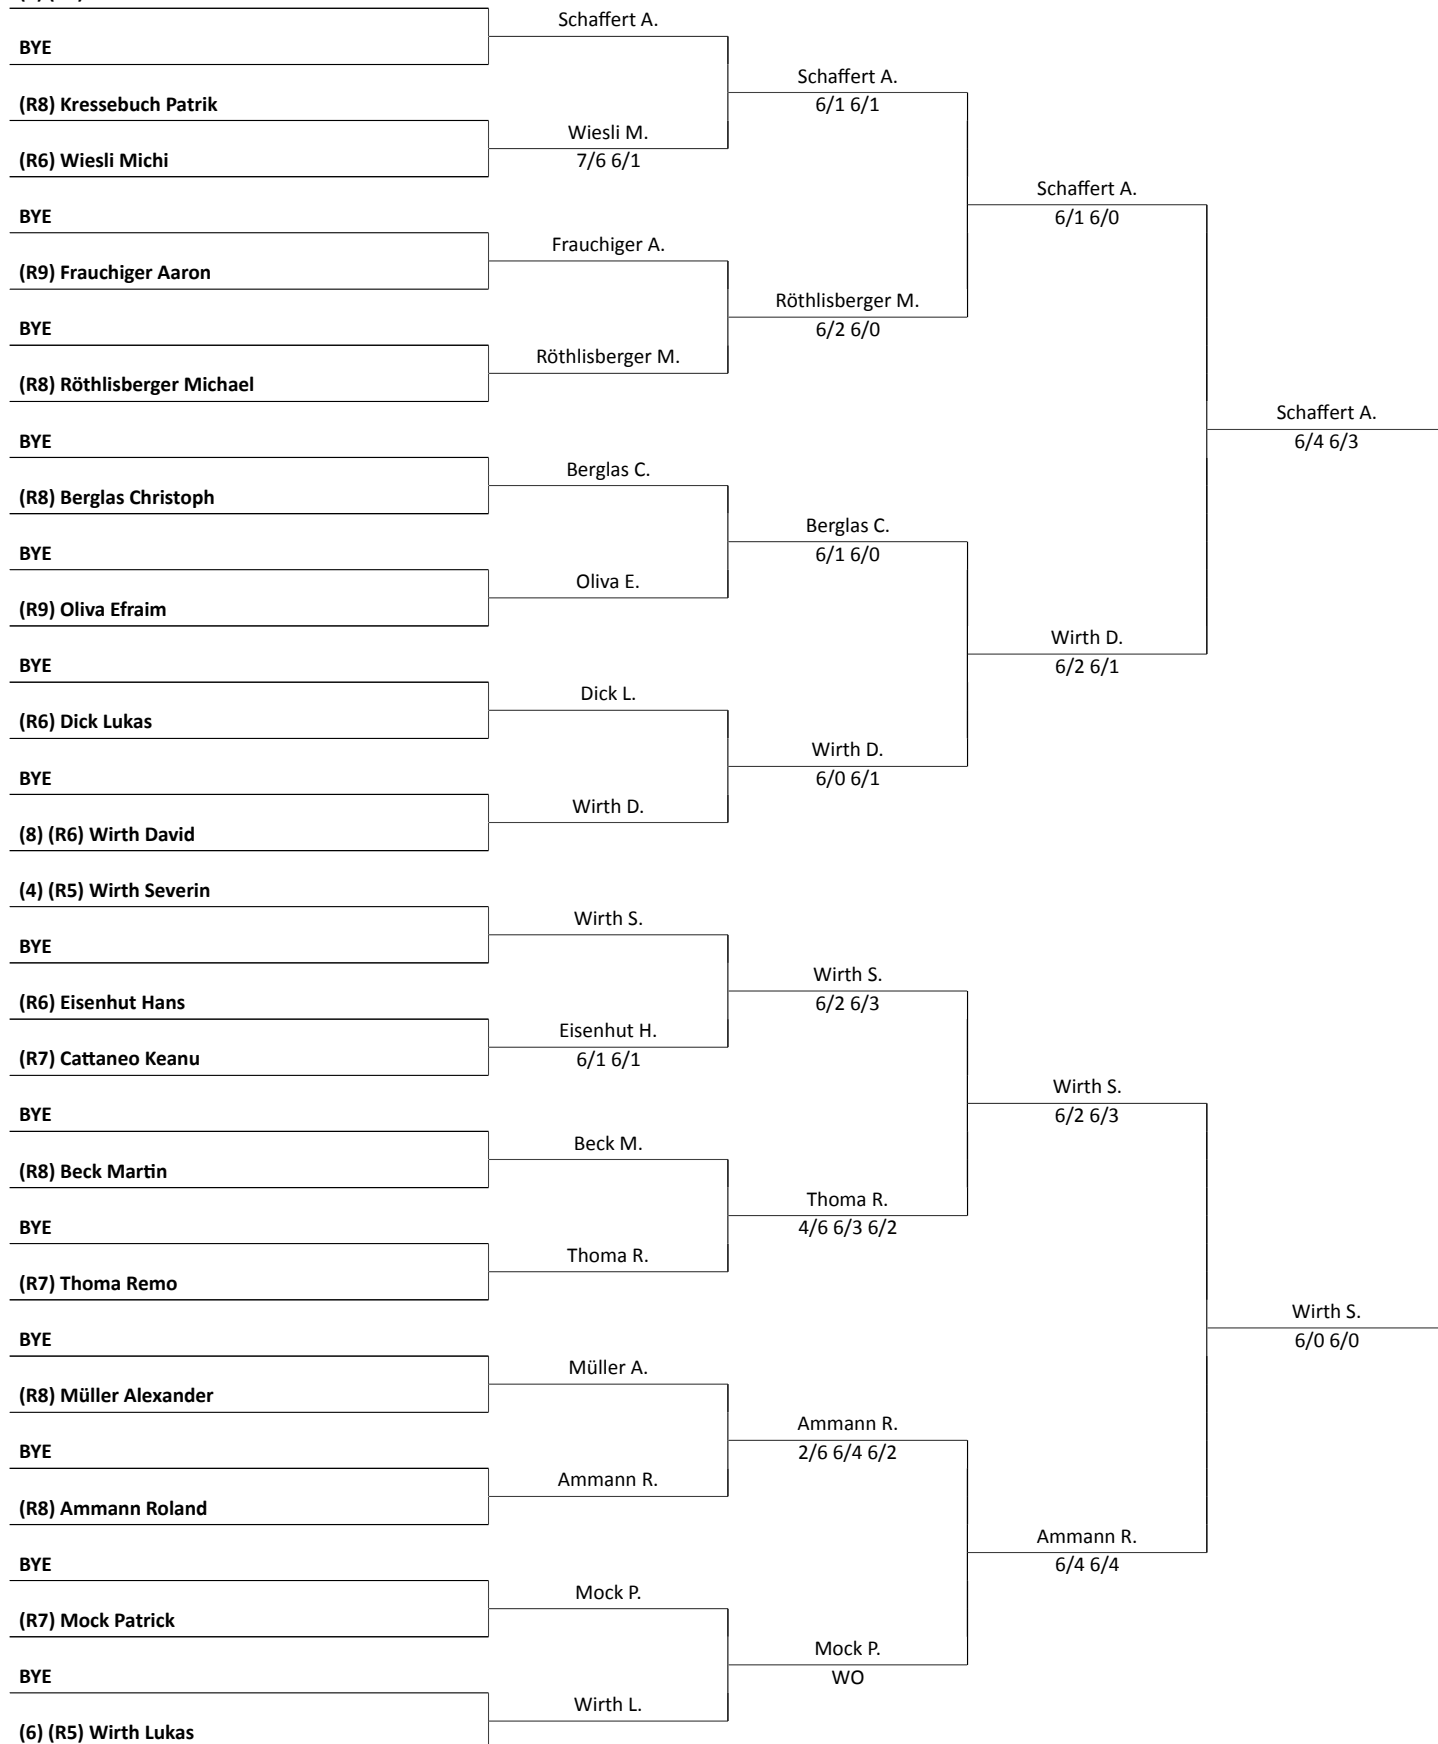 BYE
(R8) Kressebuch Patrik
(R6) Wiesli Michi
BYE
(R9) Frauchiger Aaron
BYE
(R8) Röthlisberger Michael
BYE
(R8) Berglas Christoph
BYE
(R9) Oliva Efraim
BYE
(R6) Dick Lukas
BYE
(8) (R6) Wirth David
(4) (R5) Wirth Severin
BYE
(R6) Eisenhut Hans
(R7) Cattaneo Keanu
BYE
(R8) Beck Martin
BYE
(R7) Thoma Remo
BYE
(R8) Müller Alexander
BYE
(R8) Ammann Roland
BYE
(R7) Mock Patrick
BYE
(6) (R5) Wirth Lukas
Schaffert A.
Wiesli M.
7/6 6/1
Frauchiger A.
Röthlisberger M.
Berglas C.
Oliva E.
Dick L.
Wirth D.
Wirth S.
Eisenhut H.
6/1 6/1
Beck M.
Thoma R.
Müller A.
Ammann R.
Mock P.
Wirth L.
Schaffert A.
6/1 6/1
Röthlisberger M.
6/2 6/0
Berglas C.
6/1 6/0
Wirth D.
6/0 6/1
Wirth S.
6/2 6/3
Thoma R.
4/6 6/3 6/2
Ammann R.
2/6 6/4 6/2
Mock P.
WO
Schaffert A.
6/1 6/0
Wirth D.
6/2 6/1
Wirth S.
6/2 6/3
Ammann R.
6/4 6/4
Schaffert A.
6/4 6/3
Wirth S.
6/0 6/0